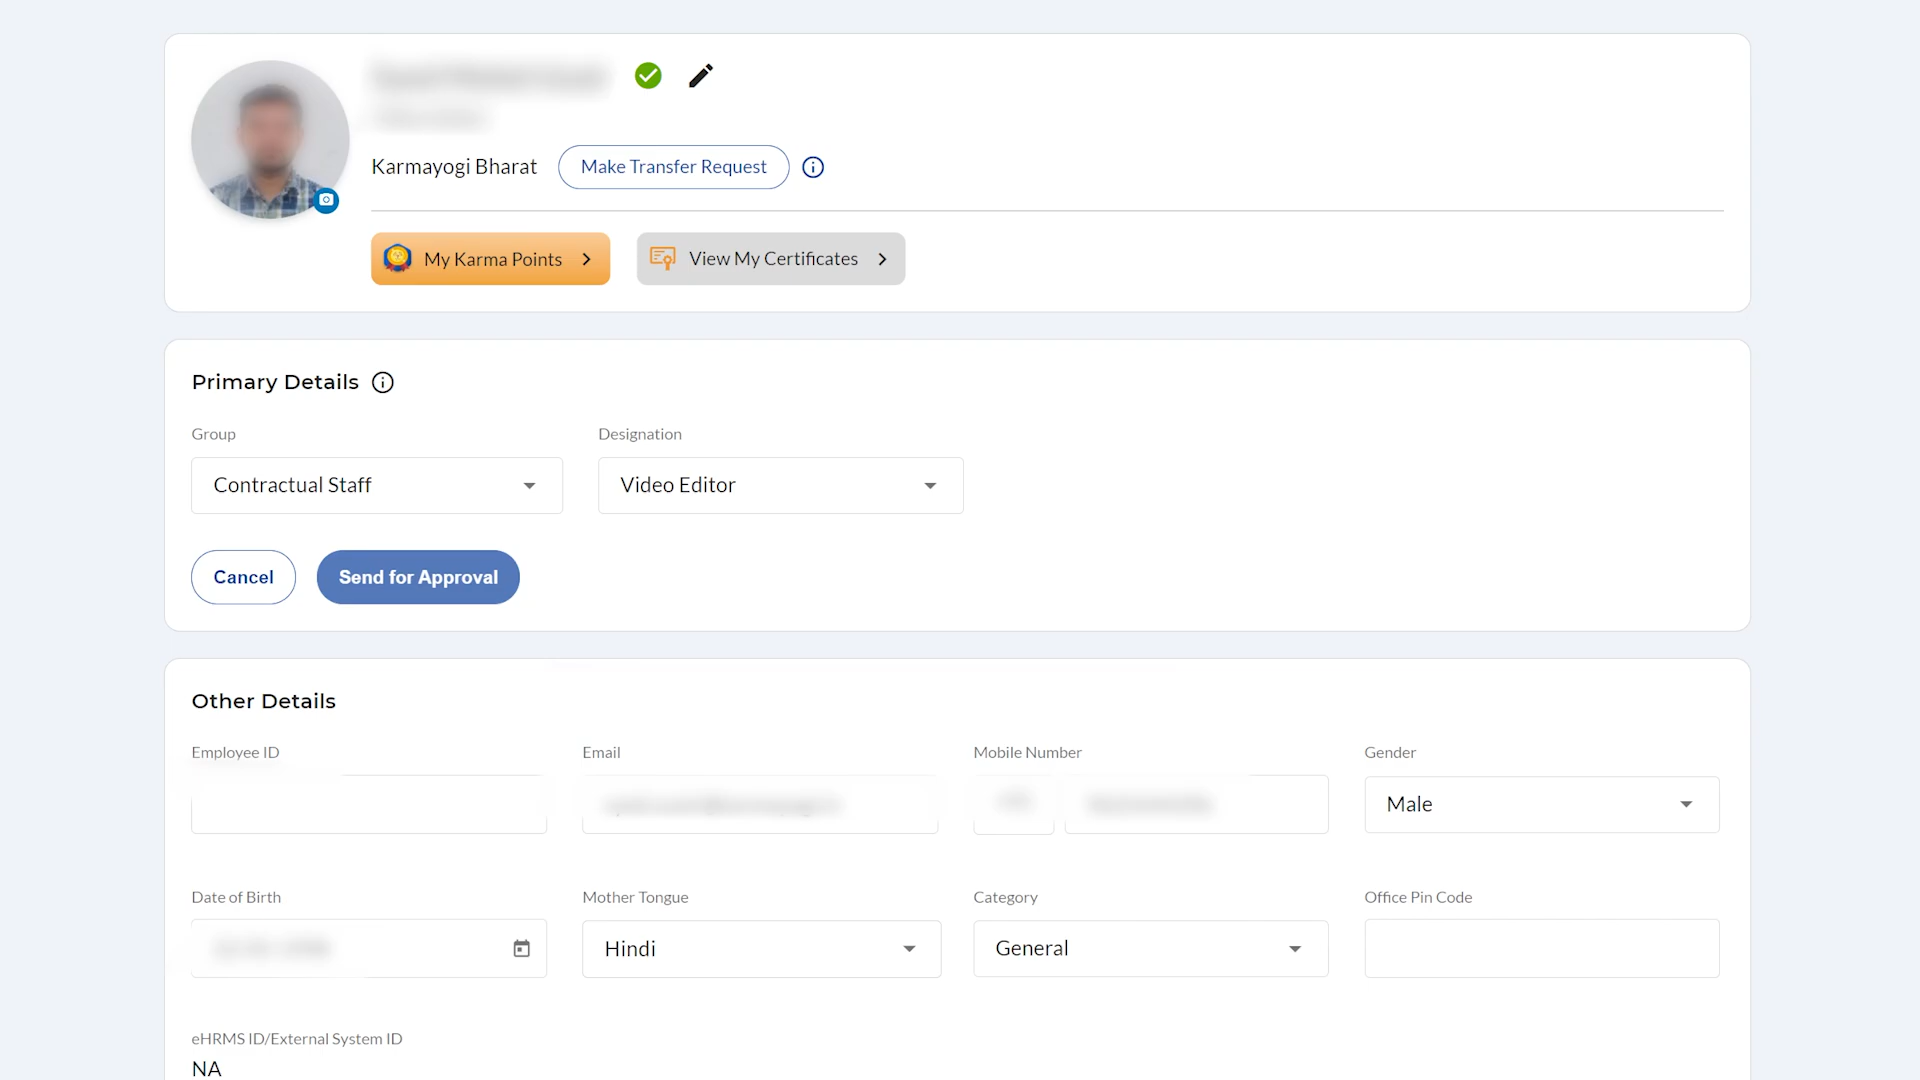 Karmayogi Bharat Make Transfer Request
My Karma Points View My Certificates
Primary Details
Group Designation
Contractual Staff Video Editor
Cancel Send for Approval
Other Details
Employee ID Email Mobile Number Gender
Male
Date of Birth Mother Tongue Category Office Pin Code
Hindi General
eHRMS ID/External System ID
NA